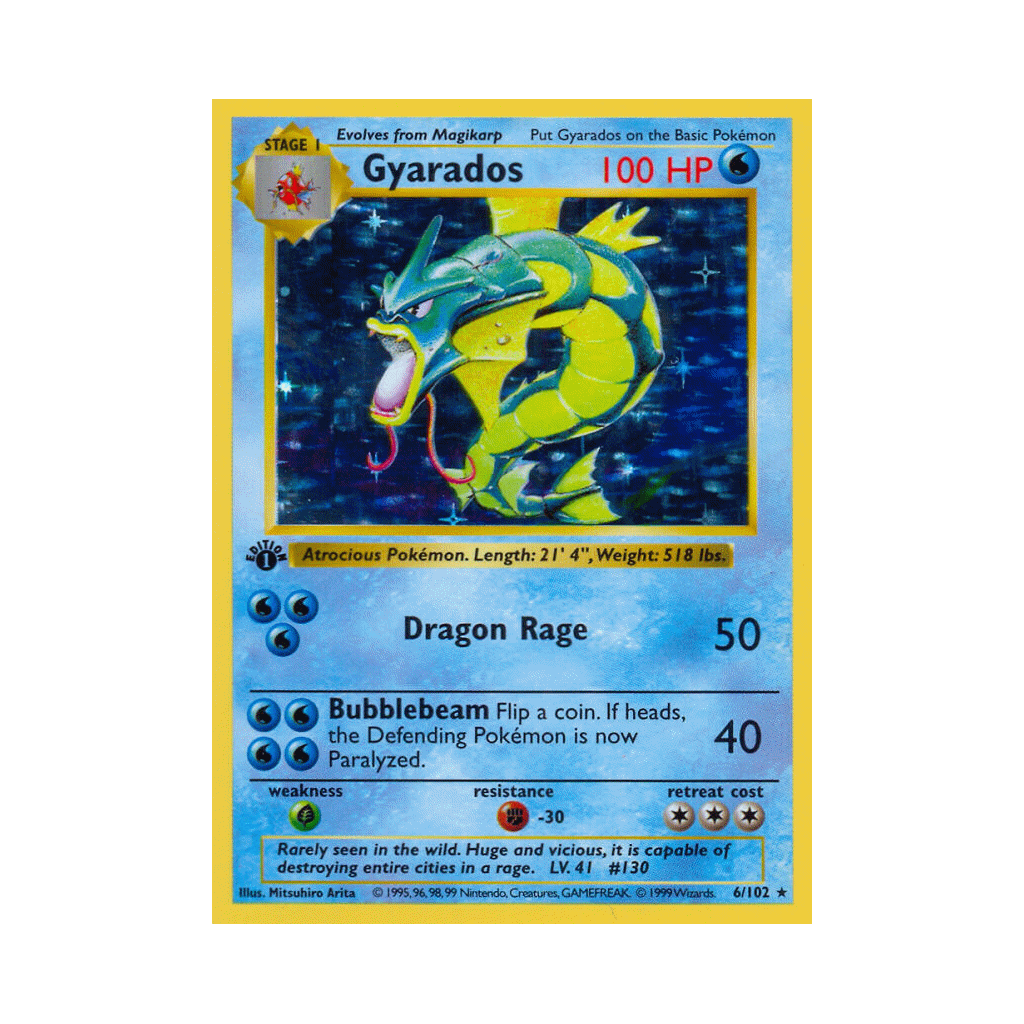 Evolves from Magikarp Put Gyarados on the Basic Pokémon
STAGE 1
Gyarados 100 HP
EDITION
1
Atrocious Pokémon. Length: 21' 4", Weight: 518 lbs.
Dragon Rage 50
Bubblebeam Flip a coin. If heads,
the Defending Pokémon is now
Paralyzed.
40
weakness resistance retreat cost
-30
Rarely seen in the wild. Huge and vicious, it is capable of
destroying entire cities in a rage. LV. 41 #130
Illus. Mitsuhiro Arita © 1995, 96, 98, 99 Nintendo, Creatures, GAMEFREAK. © 1999 Wizards. 6/102 ★